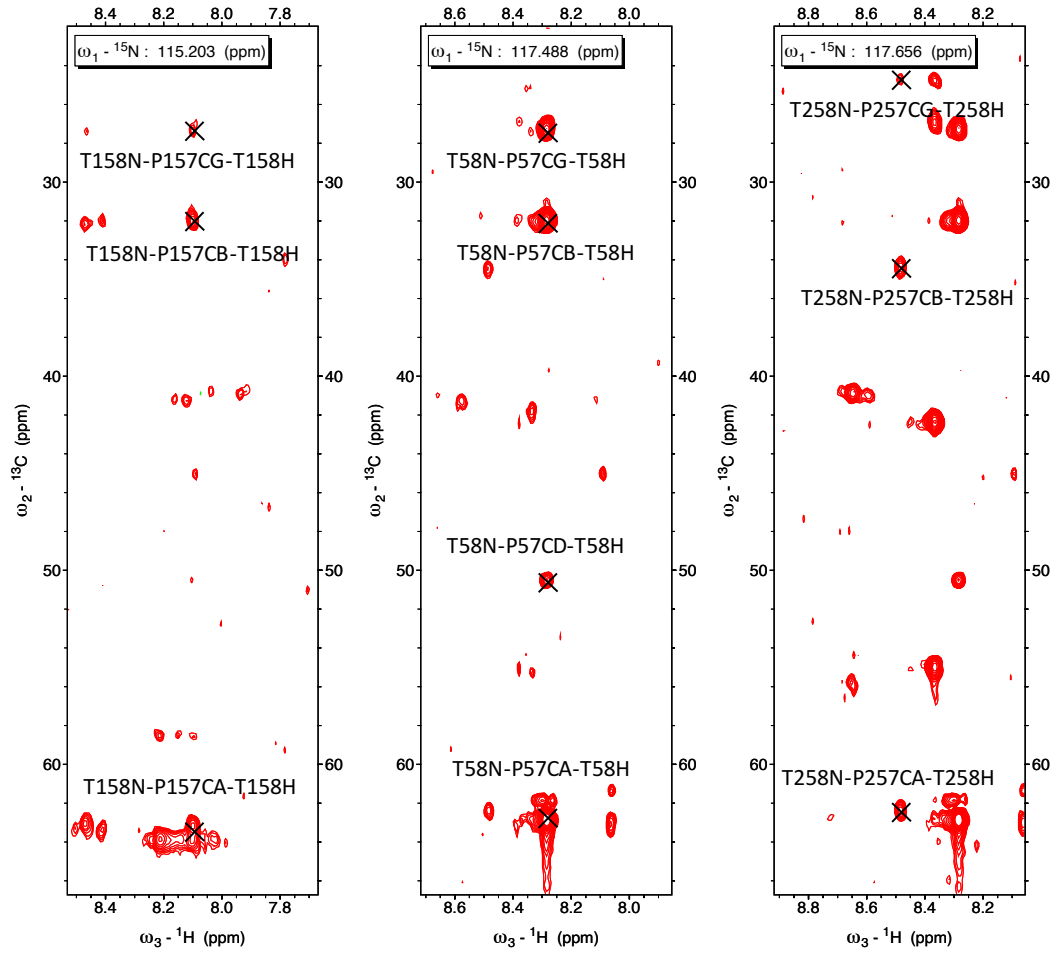 8.4 8.2 8.0 7.8
8.6 8.4 8.2 8.0
8.8 8.6 8.4 8.2
ω₁ - ¹⁵N : 115.203 (ppm)
ω₁ - ¹⁵N : 117.488 (ppm)
ω₁ - ¹⁵N : 117.656 (ppm)
T158N-P157CG-T158H
T58N-P57CG-T58H
T258N-P257CG-T258H
30 30 30 30 30 30
T158N-P157CB-T158H
T58N-P57CB-T58H
T258N-P257CB-T258H
40 40 40 40 40 40
ω₂ - ¹³C (ppm)
ω₂ - ¹³C (ppm)
ω₂ - ¹³C (ppm)
T58N-P57CD-T58H
50 50 50 50 50 50
T158N-P157CA-T158H
T58N-P57CA-T58H
T258N-P257CA-T258H
60 60 60 60 60 60
8.4 8.2 8.0 7.8
8.6 8.4 8.2 8.0
8.8 8.6 8.4 8.2
ω₃ - ¹H (ppm)
ω₃ - ¹H (ppm)
ω₃ - ¹H (ppm)